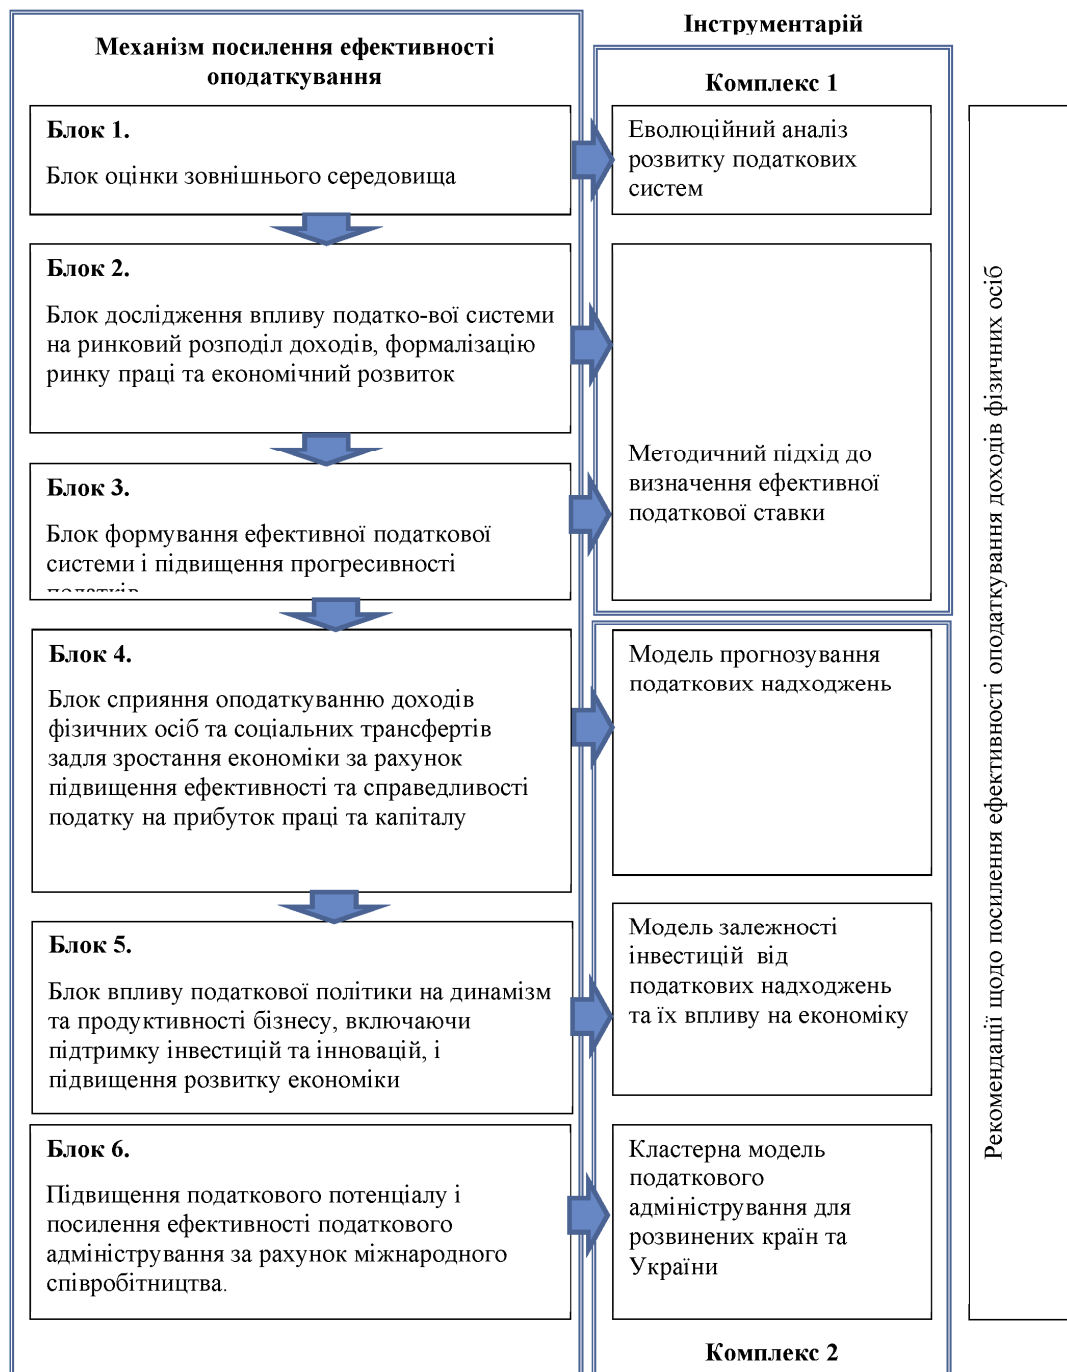 Інструментарій
Механізм посилення ефективності
оподаткування
Комплекс 1
Блок 1.
Блок оцінки зовнішнього середовища
Еволюційний аналіз
розвитку податкових
систем
Блок 2.
Блок дослідження впливу податко-вої системи
на ринковий розподіл доходів, формалізацію
ринку праці та економічний розвиток
Методичний підхід до
визначення ефективної
податкової ставки
Блок 3.
Блок формування ефективної податкової
системи і підвищення прогресивності
податків
Блок 4.
Блок сприяння оподаткуванню доходів
фізичних осіб та соціальних трансфертів
задля зростання економіки за рахунок
підвищення ефективності та справедливості
податку на прибуток праці та капіталу
Модель прогнозування
податкових надходжень
Блок 5.
Блок впливу податкової політики на динамізм
та продуктивності бізнесу, включаючи
підтримку інвестицій та інновацій, і
підвищення розвитку економіки
Модель залежності
інвестицій від
податкових надходжень
та їх впливу на економіку
Блок 6.
Підвищення податкового потенціалу і
посилення ефективності податкового
адміністрування за рахунок міжнародного
співробітництва.
Кластерна модель
податкового
адміністрування для
розвинених країн та
України
Комплекс 2
Рекомендації щодо посилення ефективності оподаткування доходів фізичних осіб